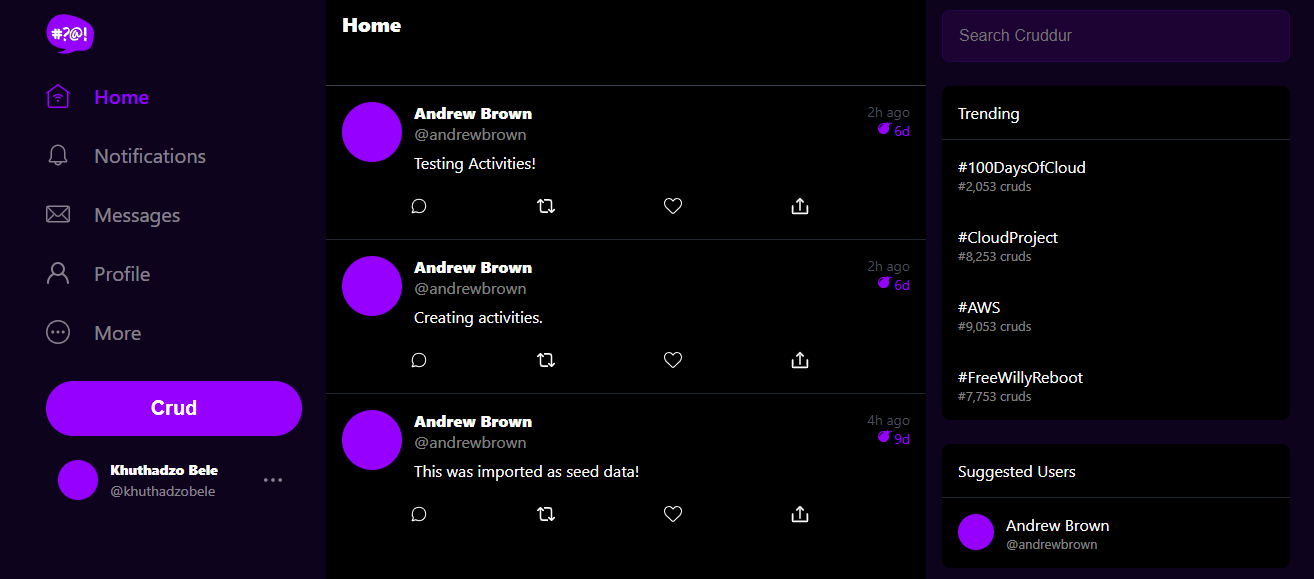 #?@!
Home
Notifications
Messages
Profile
More
Crud
Khuthadzo Bele
@khuthadzobele
Home
Andrew Brown
@andrewbrown
2h ago
6d
Testing Activities!
Andrew Brown
@andrewbrown
2h ago
6d
Creating activities.
Andrew Brown
@andrewbrown
4h ago
9d
This was imported as seed data!
Search Cruddur
Trending
#100DaysOfCloud
#2,053 cruds
#CloudProject
#8,253 cruds
#AWS
#9,053 cruds
#FreeWillyReboot
#7,753 cruds
Suggested Users
Andrew Brown
@andrewbrown